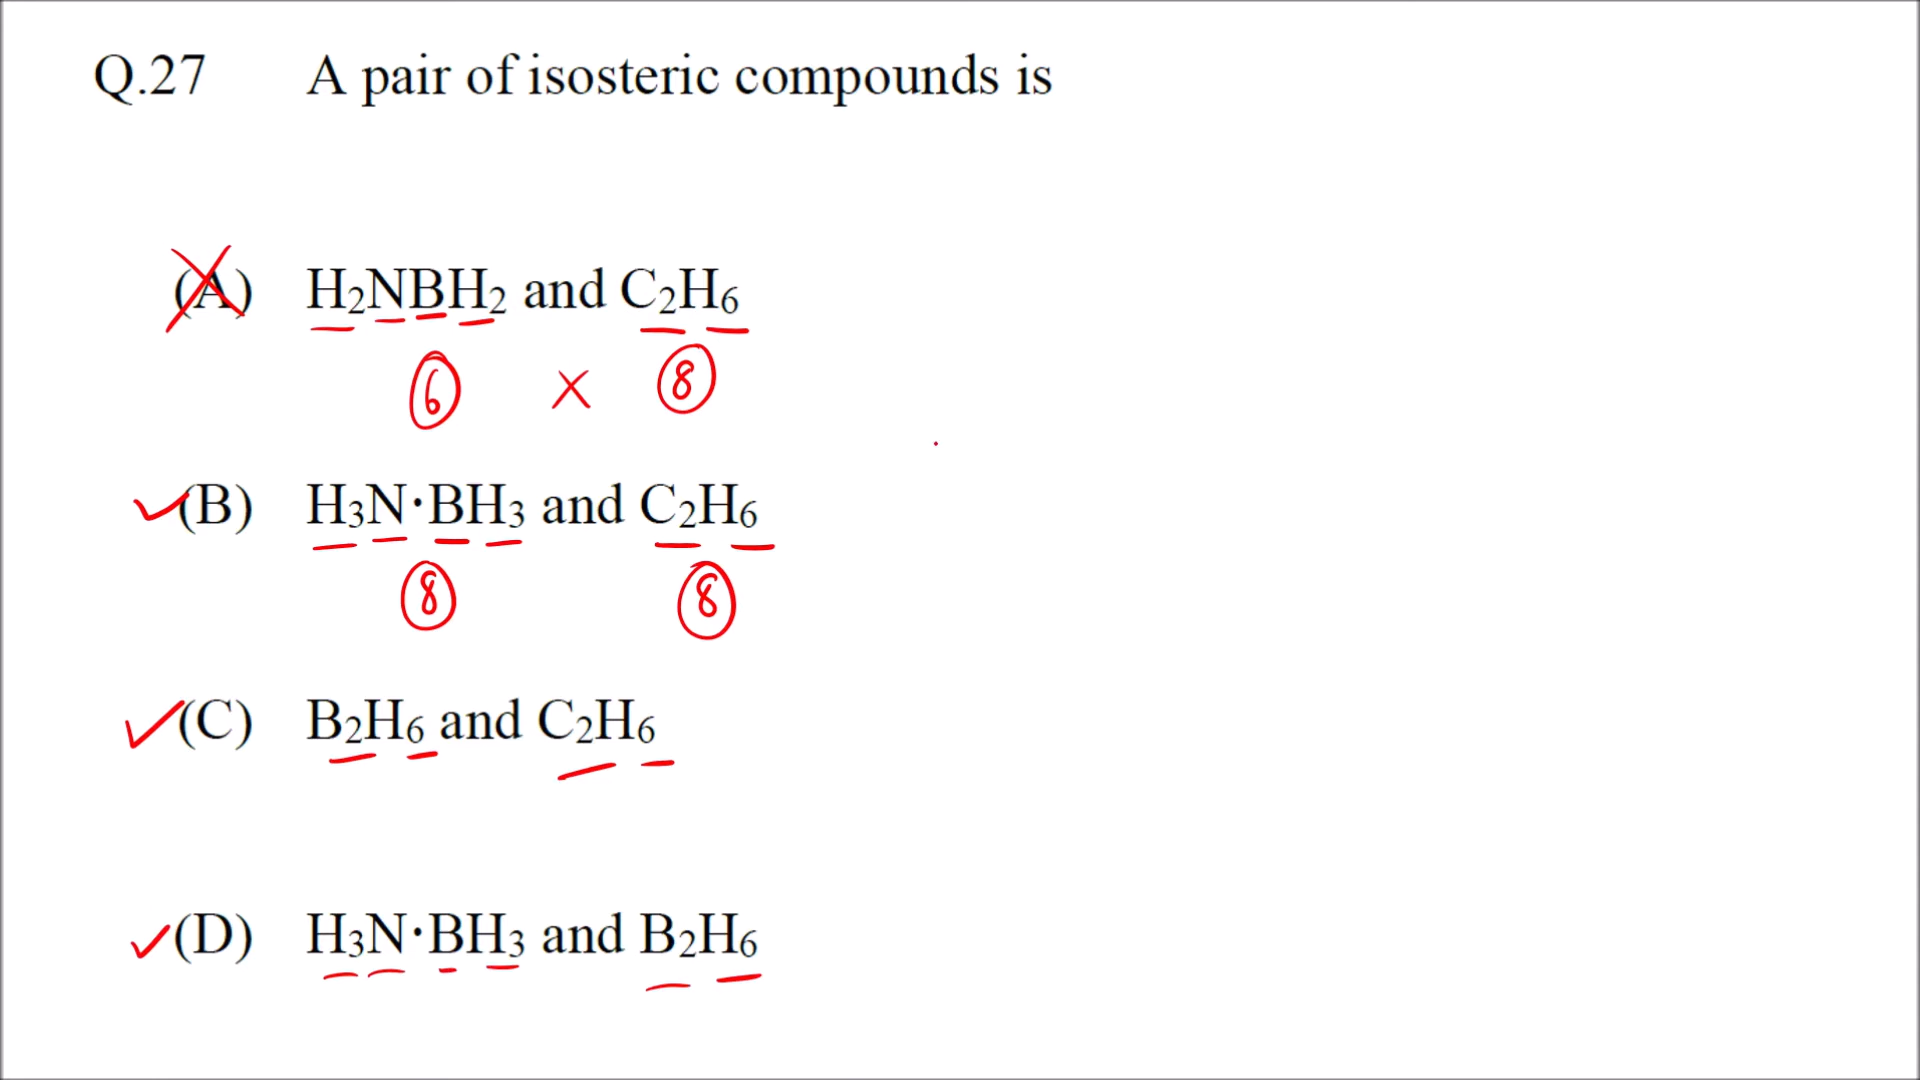 Q.27 A pair of isosteric compounds is
(A) H₂NBH₂ and C₂H₆
6 × 8
(B) H₃N·BH₃ and C₂H₆
8 8
(C) B₂H₆ and C₂H₆
(D) H₃N·BH₃ and B₂H₆